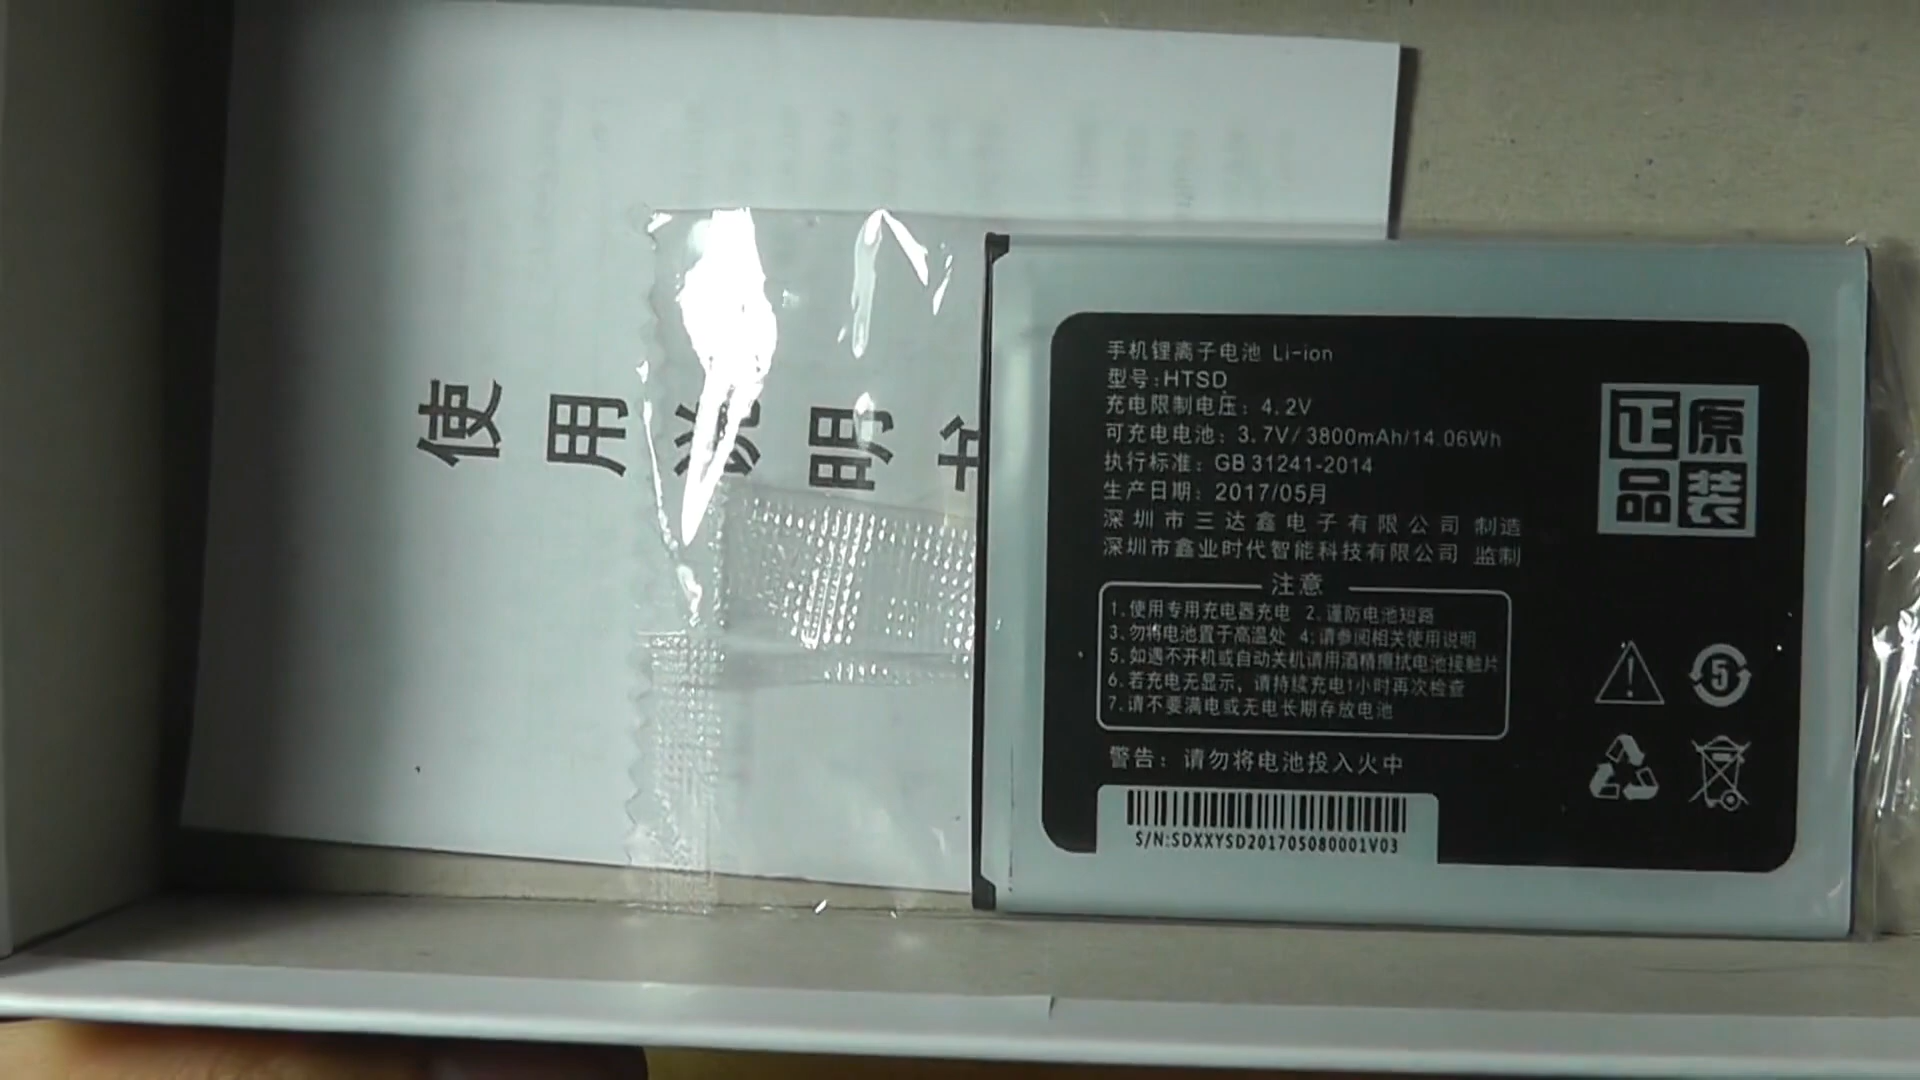 使用说明书
手机锂离子电池 Li-ion
型号:HTSD
充电限制电压: 4.2V
可充电电池: 3.7V/3800mAh/14.06Wh
执行标准: GB 31241-2014
生产日期: 2017/05月
深圳市三达鑫电子有限公司 制造
深圳市鑫业时代智能科技有限公司 监制
正原
品装
注意
1.使用专用充电器充电 2.谨防电池短路
3.勿将电池置于高温处 4:请参阅相关使用说明
5.如遇不开机或自动关机请用酒精擦拭电池接触片
6.若充电无显示,请持续充电1小时再次检查
7.请不要满电或无电长期存放电池
5
警告: 请勿将电池投入火中
S/N:SDXXYSD201705080001V03